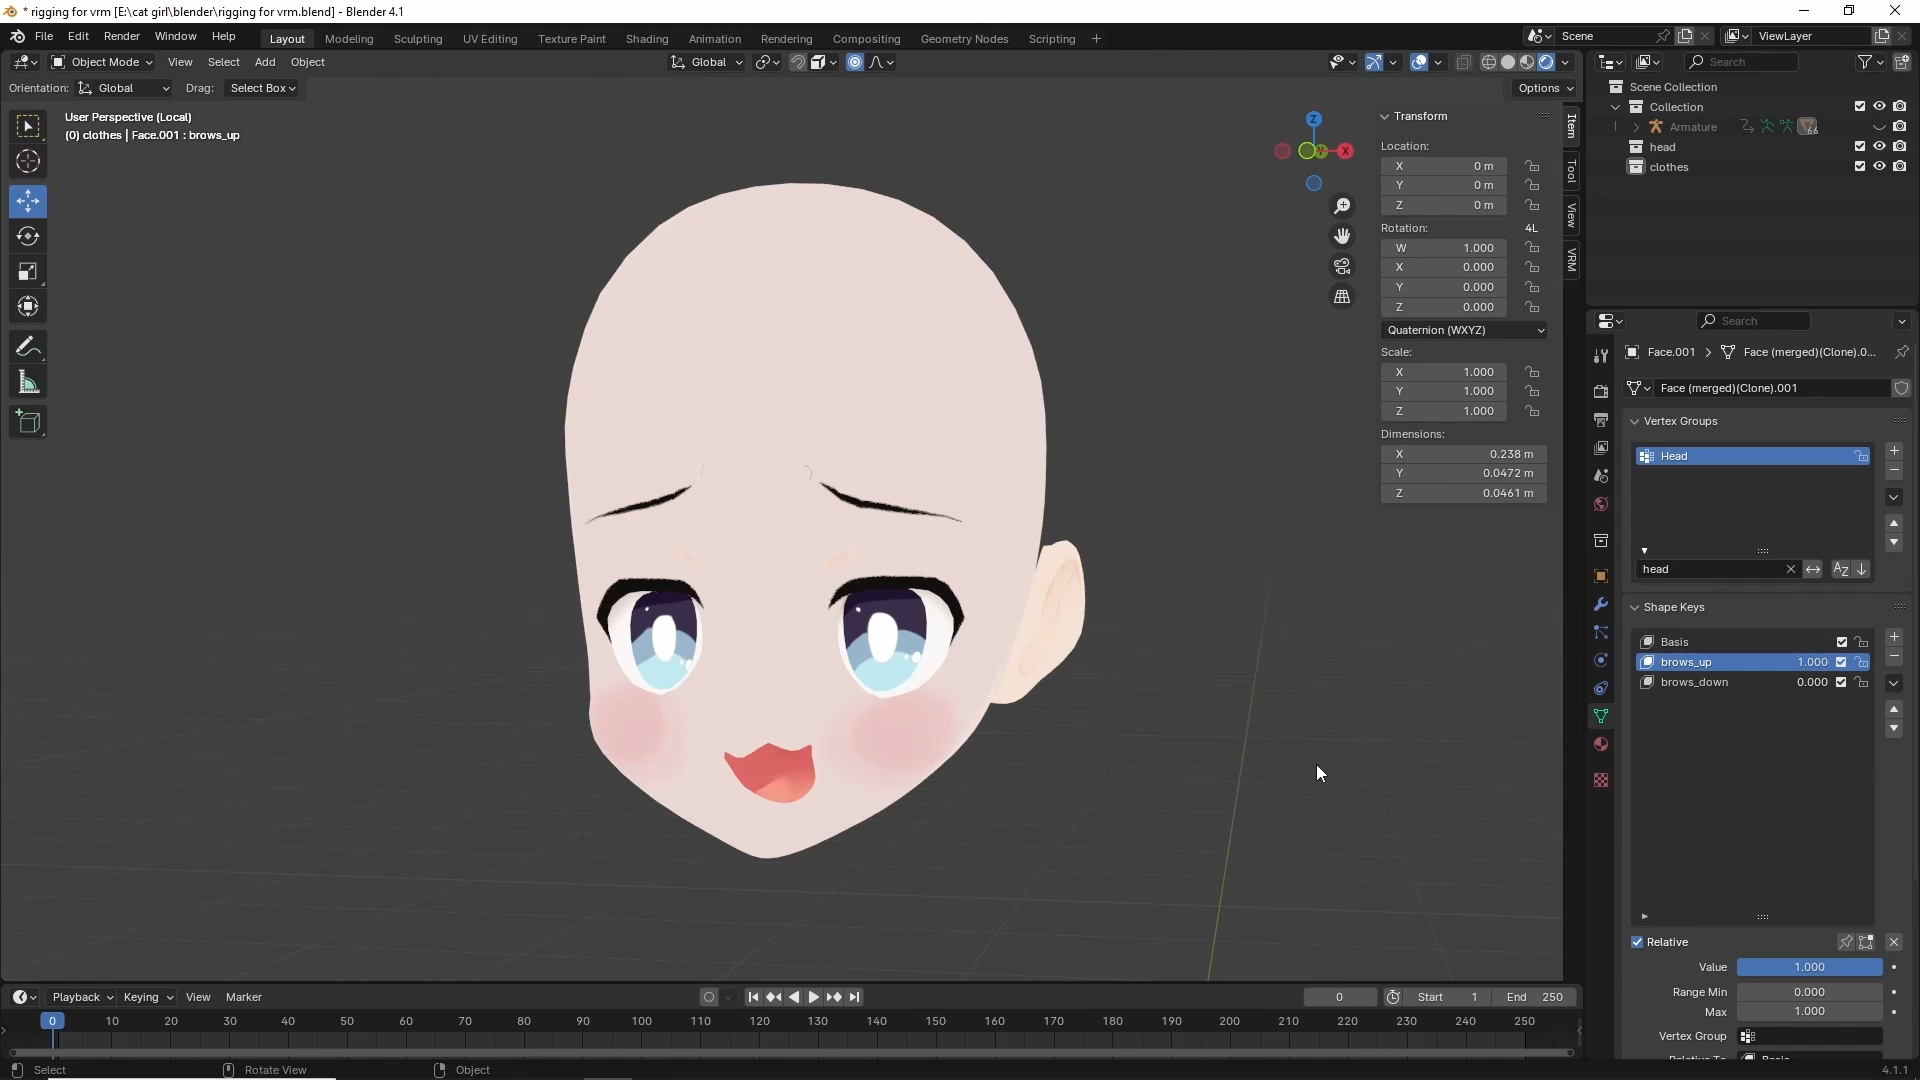 * rigging for vrm [E:\cat girl\blender\rigging for vrm.blend] - Blender 4.1
File Edit Render Window Help
Layout Modeling Sculpting UV Editing Texture Paint Shading Animation Rendering Compositing Geometry Nodes Scripting +
Scene ViewLayer
Object Mode View Select Add Object Global
Search
Orientation: Global Drag: Select Box Options
Scene Collection
Collection
Armature 66
head
clothes
User Perspective (Local)
(0) clothes | Face.001 : brows_up
Z
X
Y
Transform
Location:
X 0 m
Y 0 m
Z 0 m
Rotation: 4L
W 1.000
X 0.000
Y 0.000
Z 0.000
Quaternion (WXYZ)
Scale:
X 1.000
Y 1.000
Z 1.000
Dimensions:
X 0.238 m
Y 0.0472 m
Z 0.0461 m
Item
Tool
View
VRM
Search
Face.001 > Face (merged)(Clone).0...
Face (merged)(Clone).001
Vertex Groups
Head
head
AZ
Shape Keys
Basis
brows_up 1.000
brows_down 0.000
Relative
Value 1.000
Range Min 0.000
Max 1.000
Vertex Group
Playback Keying View Marker
0 Start 1 End 250
0 10 20 30 40 50 60 70 80 90 100 110 120 130 140 150 160 170 180 190 200 210 220 230 240 250
Select Rotate View Object
4.1.1